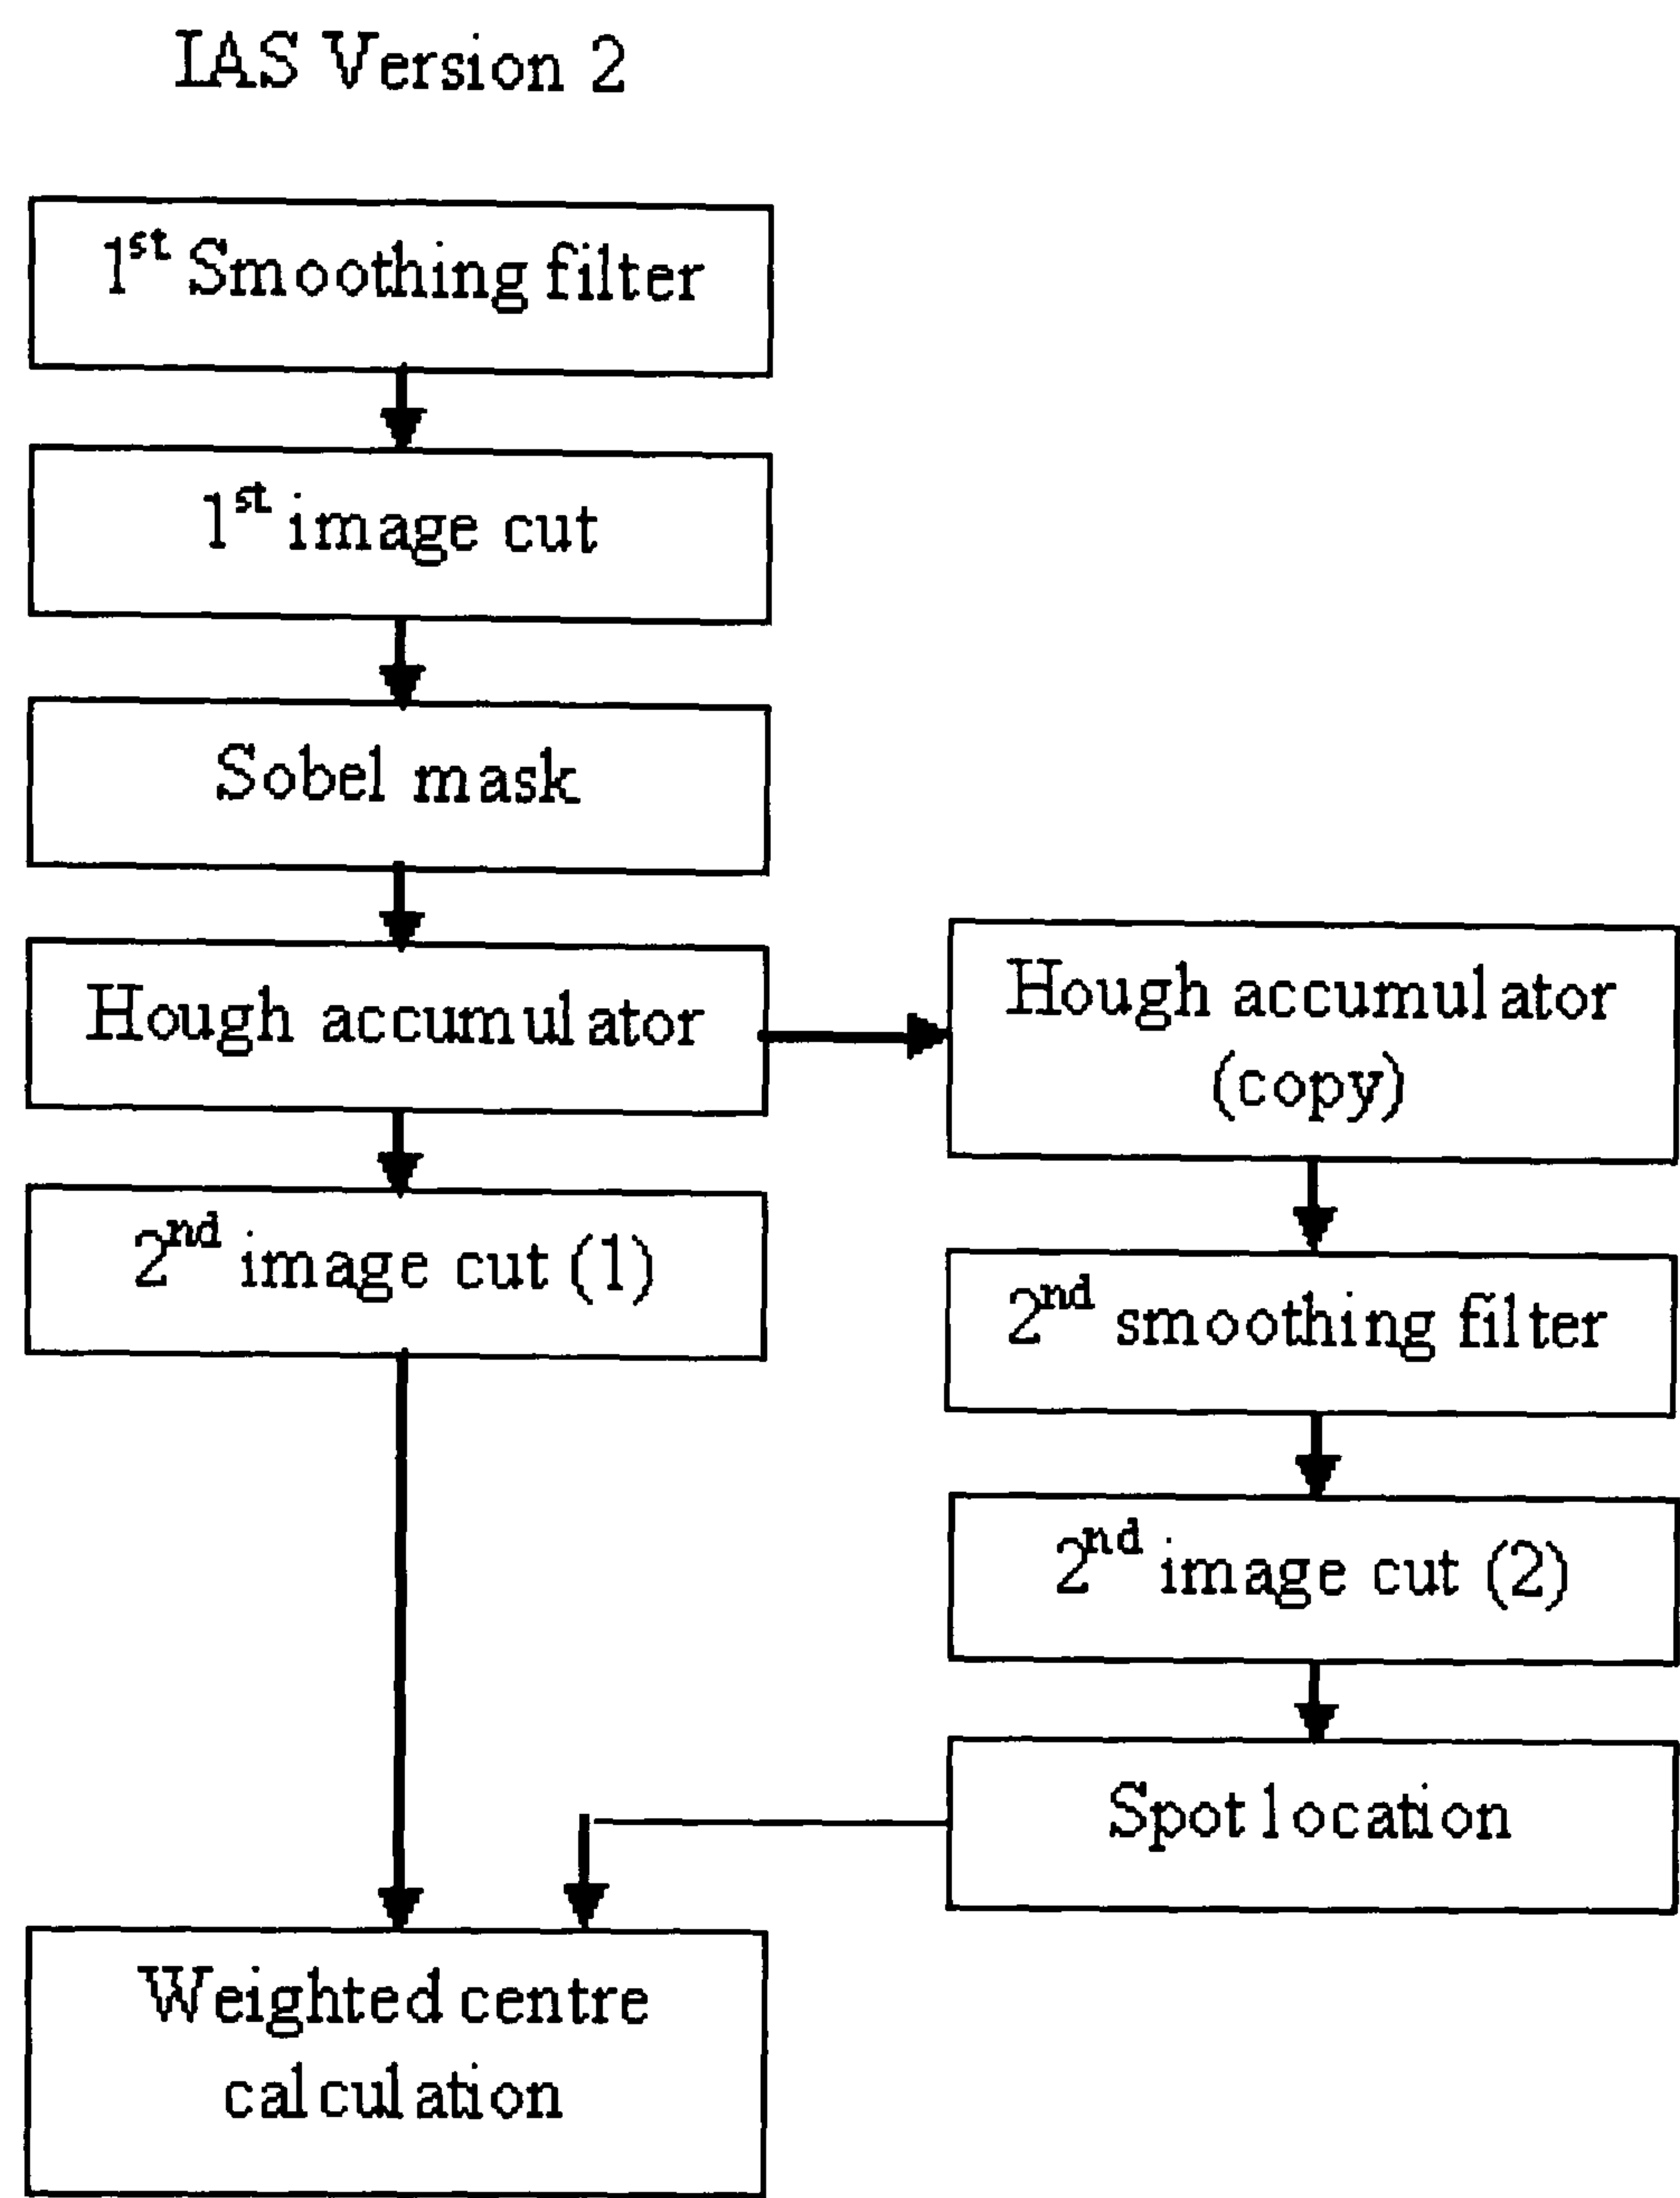 IAS Version 2
1st Smoothing filter
1st image cut
Sobel mask
Hough accumulator
2nd image cut (1)
Hough accumulator
(copy)
2nd smoothing filter
2nd image cut (2)
Spot location
Weighted centre
calculation